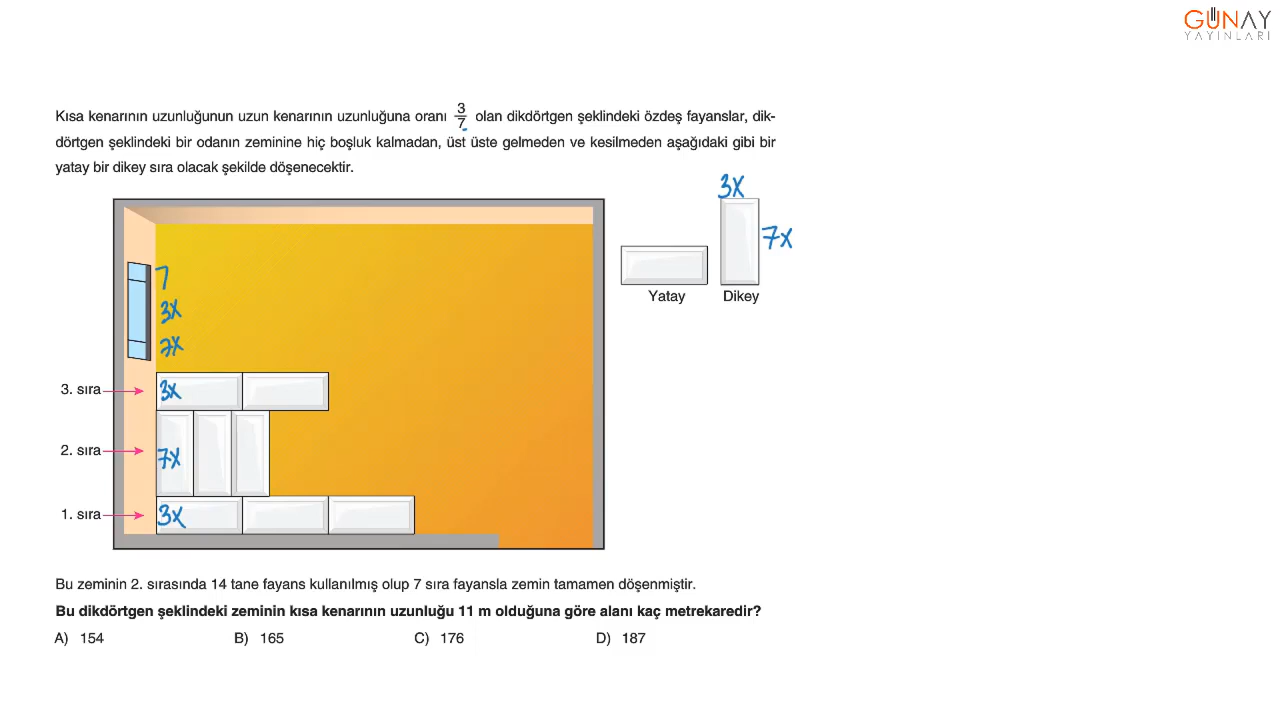 GÜNAY
YAYINLARI
Kısa kenarının uzunluğunun uzun kenarının uzunluğuna oranı 3/7 olan dikdörtgen şeklindeki özdeş fayanslar, dik-
dörtgen şeklindeki bir odanın zeminine hiç boşluk kalmadan, üst üste gelmeden ve kesilmeden aşağıdaki gibi bir
yatay bir dikey sıra olacak şekilde döşenecektir.
3x
7x
Yatay
Dikey
7
3x
7x
3. sıra
3x
2. sıra
7x
1. sıra
3x
Bu zeminin 2. sırasında 14 tane fayans kullanılmış olup 7 sıra fayansla zemin tamamen döşenmiştir.
Bu dikdörtgen şeklindeki zeminin kısa kenarının uzunluğu 11 m olduğuna göre alanı kaç metrekaredir?
A) 154 B) 165 C) 176 D) 187